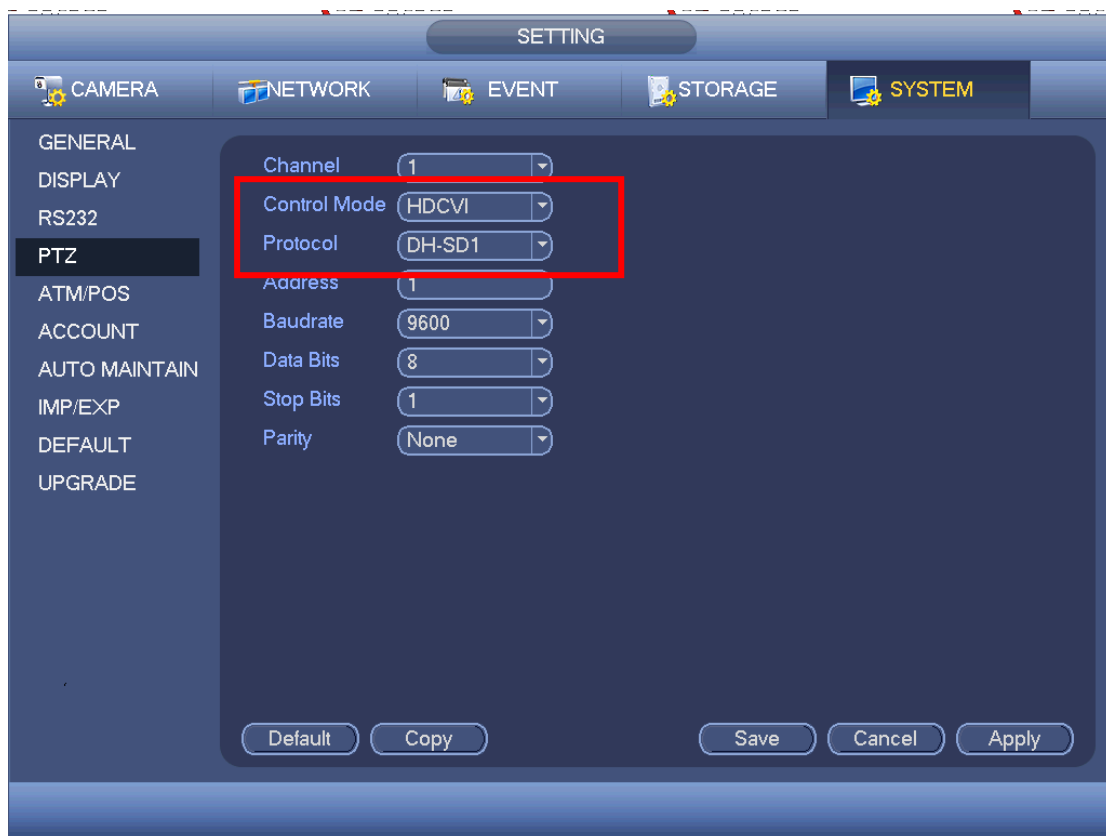 SETTING
CAMERA NETWORK EVENT STORAGE SYSTEM
GENERAL
DISPLAY
RS232
PTZ
ATM/POS
ACCOUNT
AUTO MAINTAIN
IMP/EXP
DEFAULT
UPGRADE
Channel 1
Control Mode HDCVI
Protocol DH-SD1
Address 1
Baudrate 9600
Data Bits 8
Stop Bits 1
Parity None
Default Copy Save Cancel Apply